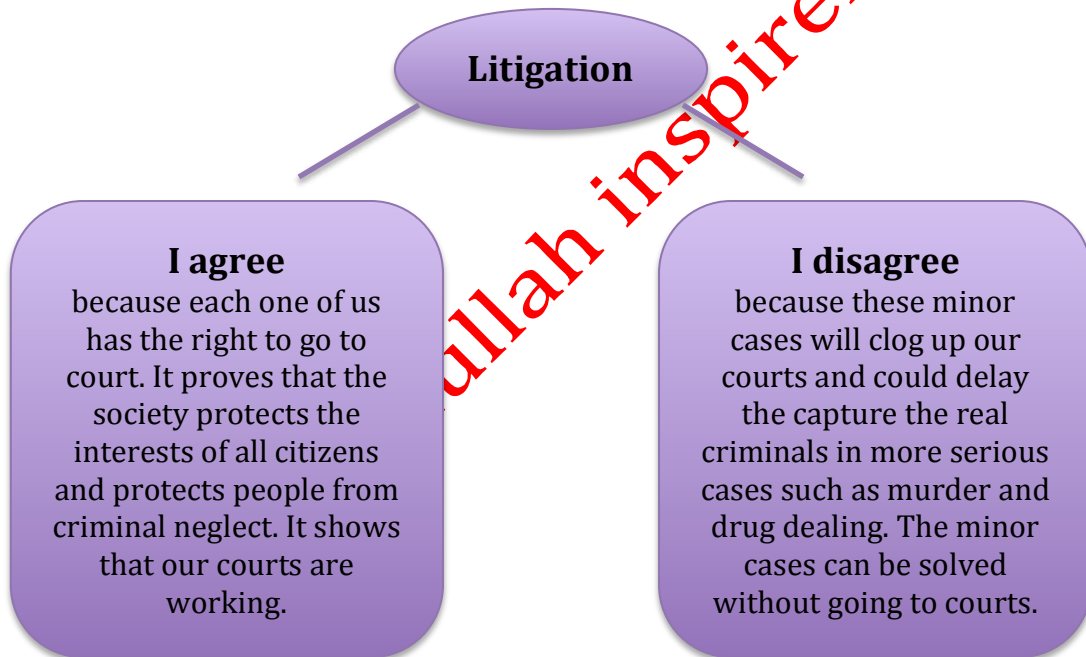 Litigation
I agree
because each one of us
has the right to go to
court. It proves that the
society protects the
interests of all citizens
and protects people from
criminal neglect. It shows
that our courts are
working.
I disagree
because these minor
cases will clog up our
courts and could delay
the capture the real
criminals in more serious
cases such as murder and
drug dealing. The minor
cases can be solved
without going to courts.